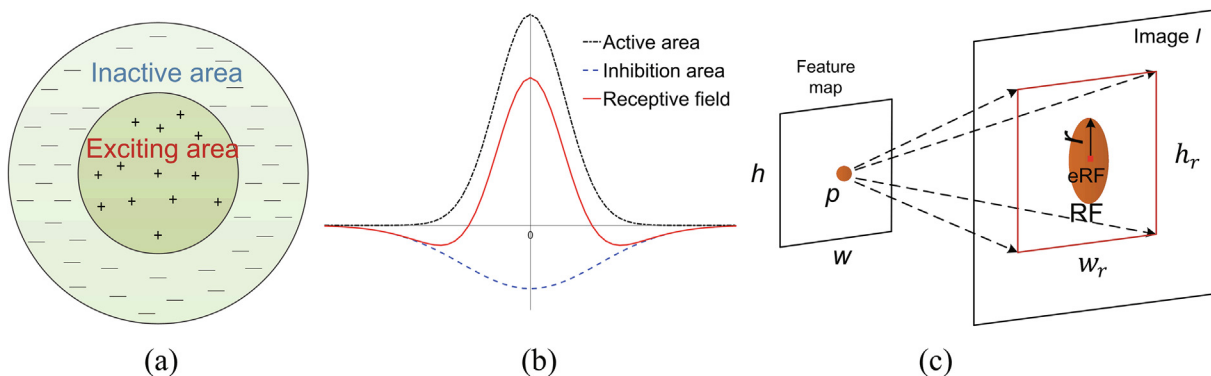 Inactive area
Exciting area
(a)
Active area
Inhibition area
Receptive field
0
(b)
Feature
map
h
p
w
Image I
r
eRF
RF
h_r
w_r
(c)